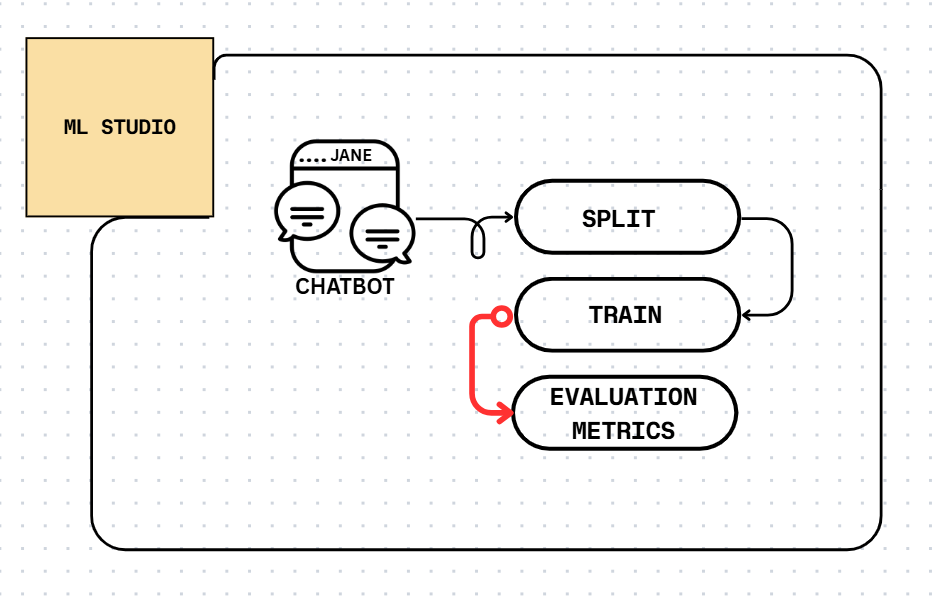 ML STUDIO
.... JANE
CHATBOT
SPLIT
TRAIN
EVALUATION
METRICS